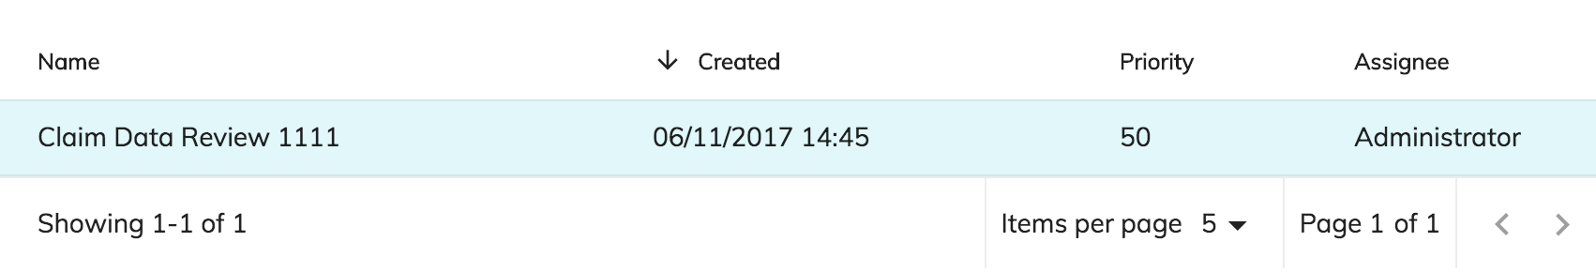 Name Created Priority Assignee
Claim Data Review 1111 06/11/2017 14:45 50 Administrator
Showing 1-1 of 1 Items per page 5 Page 1 of 1